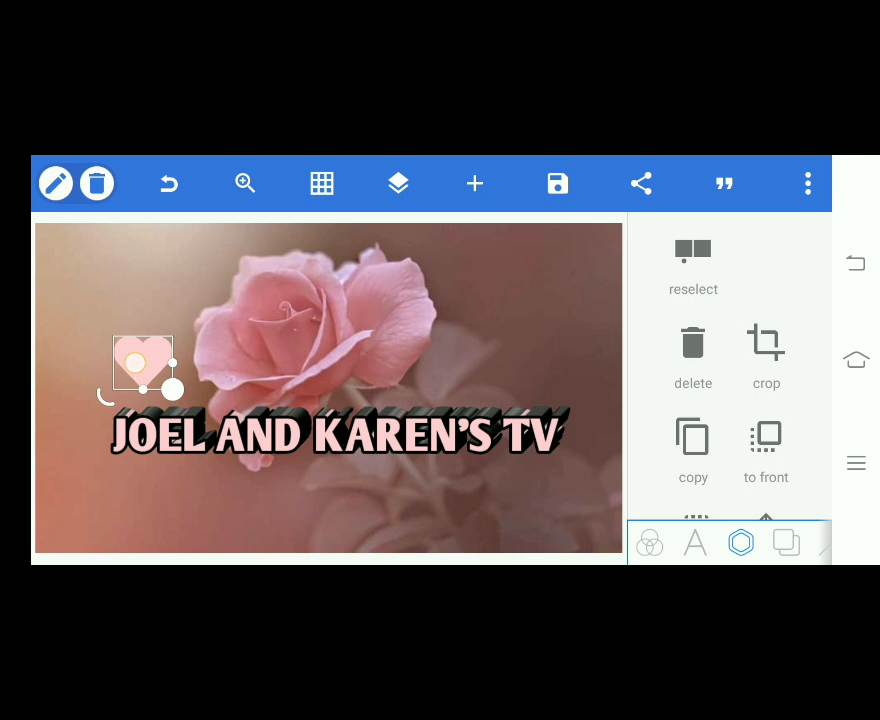 reselect
delete
crop
copy
to front
JOEL AND KAREN'S TV
A